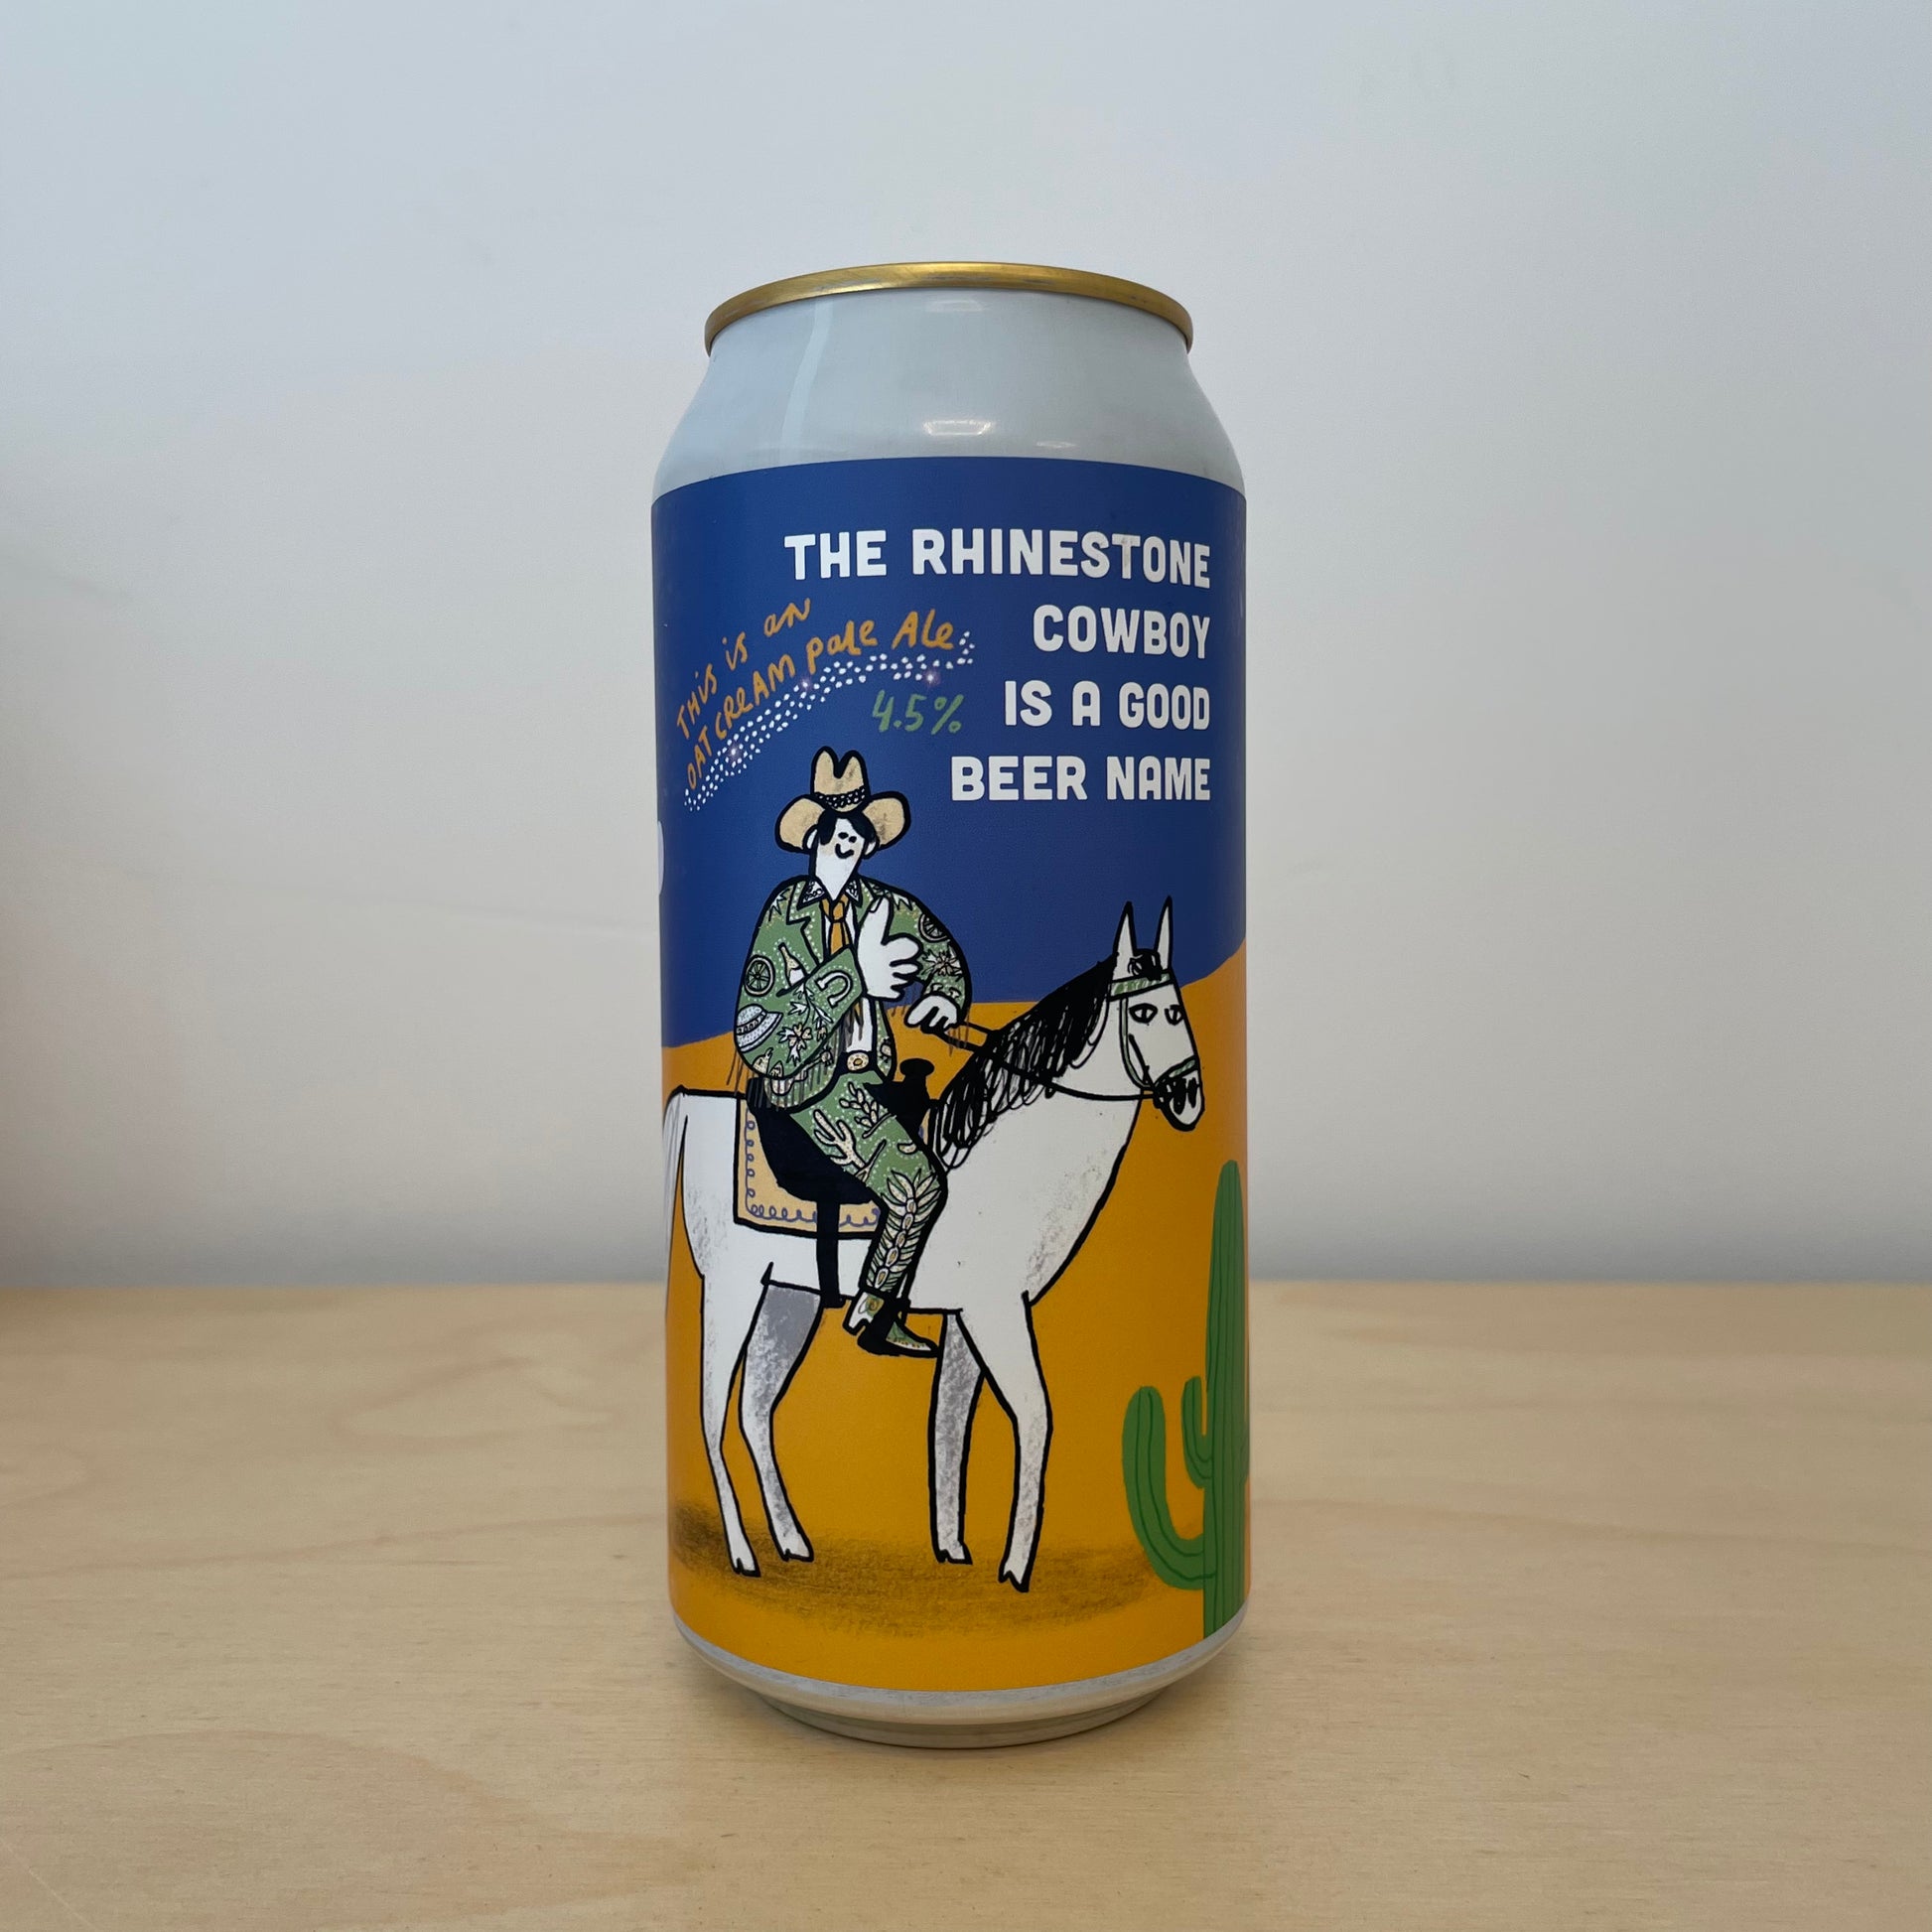 THE RHINESTONE
COWBOY
IS A GOOD
BEER NAME
THiS is an
OAT CReAM pale Ale
4.5%